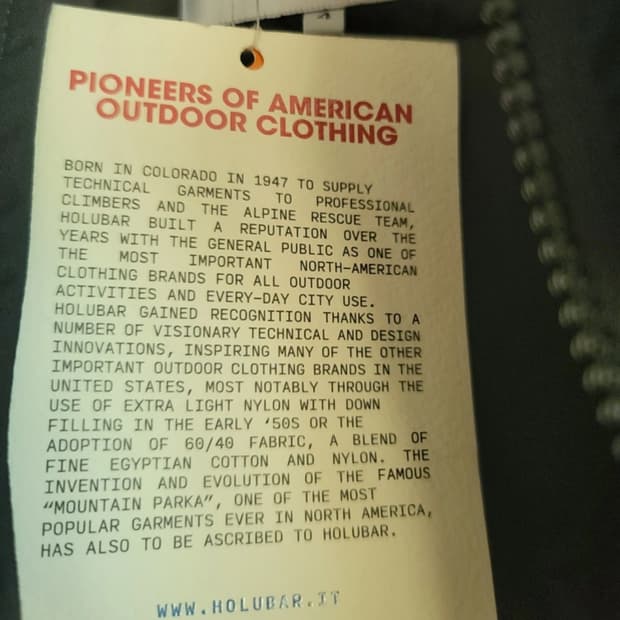 PIONEERS OF AMERICAN
OUTDOOR CLOTHING
BORN IN COLORADO IN 1947 TO SUPPLY
TECHNICAL GARMENTS TO PROFESSIONAL
CLIMBERS AND THE ALPINE RESCUE TEAM,
HOLUBAR BUILT A REPUTATION OVER THE
YEARS WITH THE GENERAL PUBLIC AS ONE OF
THE MOST IMPORTANT NORTH-AMERICAN
CLOTHING BRANDS FOR ALL OUTDOOR
ACTIVITIES AND EVERY-DAY CITY USE.
HOLUBAR GAINED RECOGNITION THANKS TO A
NUMBER OF VISIONARY TECHNICAL AND DESIGN
INNOVATIONS, INSPIRING MANY OF THE OTHER
IMPORTANT OUTDOOR CLOTHING BRANDS IN THE
UNITED STATES, MOST NOTABLY THROUGH THE
USE OF EXTRA LIGHT NYLON WITH DOWN
FILLING IN THE EARLY '50S OR THE
ADOPTION OF 60/40 FABRIC, A BLEND OF
FINE EGYPTIAN COTTON AND NYLON. THE
INVENTION AND EVOLUTION OF THE FAMOUS
"MOUNTAIN PARKA", ONE OF THE MOST
POPULAR GARMENTS EVER IN NORTH AMERICA,
HAS ALSO TO BE ASCRIBED TO HOLUBAR.
WWW.HOLUBAR.IT